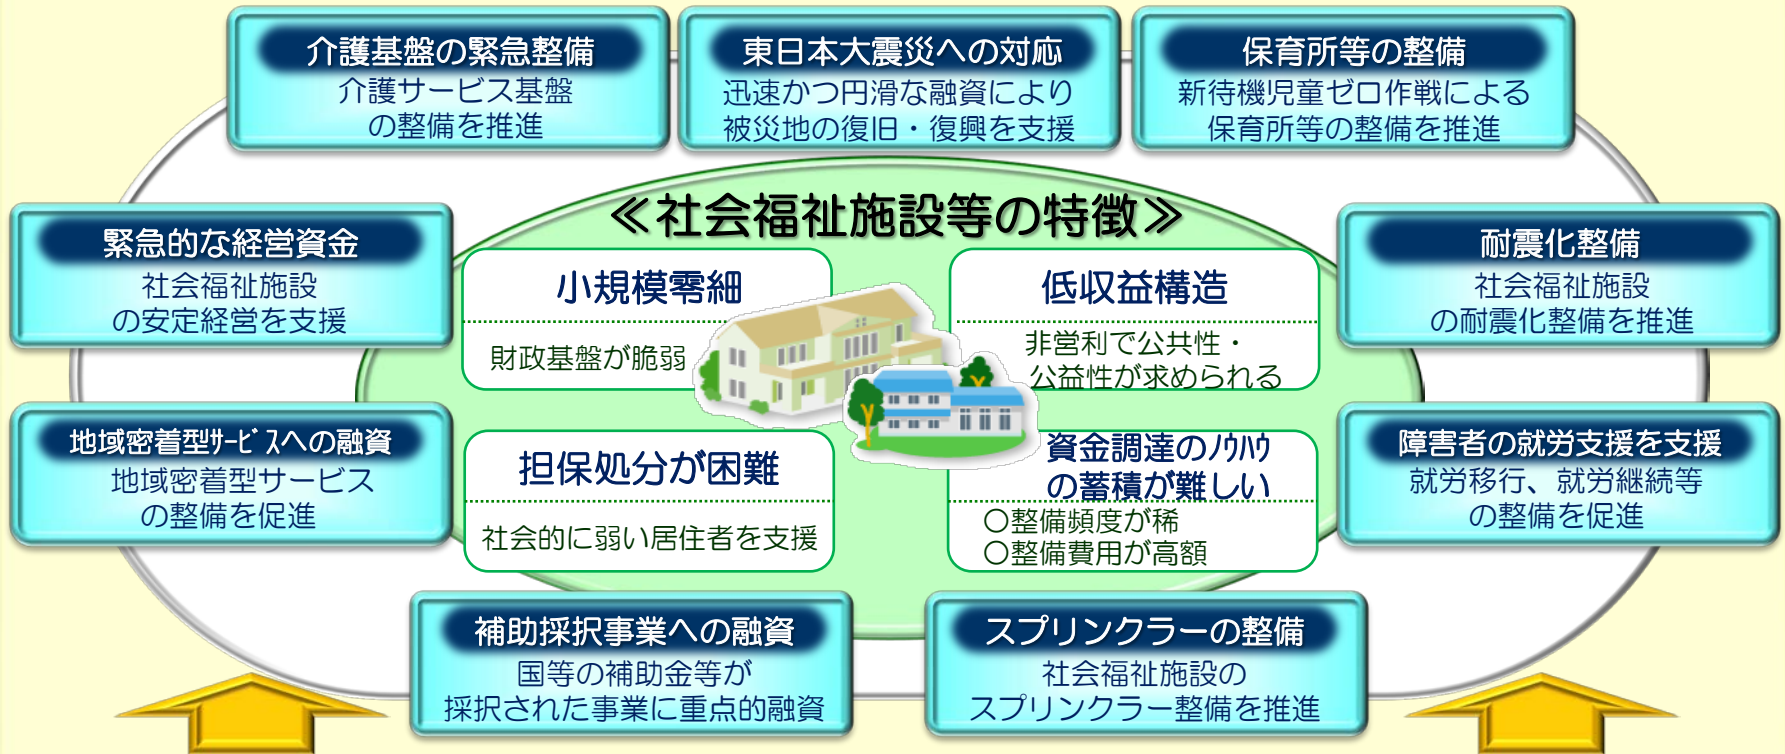 介護基盤の緊急整備
介護サービス基盤
の整備を推進
東日本大震災への対応
迅速かつ円滑な融資により
被災地の復旧・復興を支援
保育所等の整備
新待機児童ゼロ作戦による
保育所等の整備を推進
≪社会福祉施設等の特徴≫
緊急的な経営資金
社会福祉施設
の安定経営を支援
小規模零細
財政基盤が脆弱
低収益構造
非営利で公共性・
公益性が求められる
耐震化整備
社会福祉施設
の耐震化整備を推進
地域密着型ｻｰﾋﾞｽへの融資
地域密着型サービス
の整備を促進
担保処分が困難
社会的に弱い居住者を支援
資金調達のﾉｳﾊｳ
の蓄積が難しい
〇整備頻度が稀
〇整備費用が高額
障害者の就労支援を支援
就労移行、就労継続等
の整備を促進
補助採択事業への融資
国等の補助金等が
採択された事業に重点的融資
スプリンクラーの整備
社会福祉施設の
スプリンクラー整備を推進